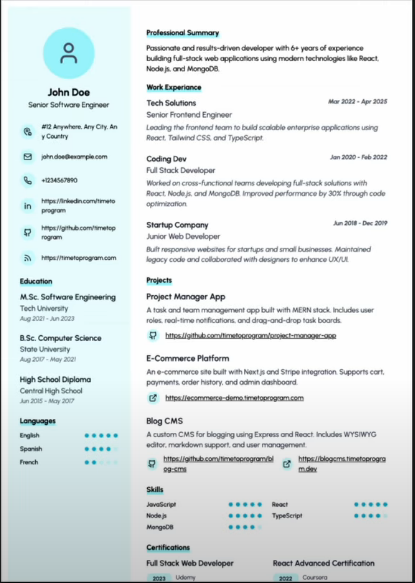 John Doe
Senior Software Engineer
#12 Anywhere, Any City, An
y Country
john.doe@example.com
+1234567890
https://linkedin.com/timeto
program
https://github.com/timetop
rogram
https://timetoprogram.com
Education
M.Sc. Software Engineering
Tech University
Aug 2021 - Jun 2023
B.Sc. Computer Science
State University
Aug 2017 - May 2021
High School Diploma
Central High School
Jun 2015 - May 2017
Languages
English
Spanish
French
Professional Summary
Passionate and results-driven developer with 6+ years of experience
building full-stack web applications using modern technologies like React,
Node.js, and MongoDB.
Work Experiance
Tech Solutions
Mar 2022 - Apr 2025
Senior Frontend Engineer
Leading the frontend team to build scalable enterprise applications using
React, Tailwind CSS, and TypeScript.
Coding Dev
Jan 2020 - Feb 2022
Full Stack Developer
Worked on cross-functional teams developing full-stack solutions with
React, Node.js, and MongoDB. Improved performance by 30% through code
optimization.
Startup Company
Jun 2018 - Dec 2019
Junior Web Developer
Built responsive websites for startups and small businesses. Maintained
legacy code and collaborated with designers to enhance UX/UI.
Projects
Project Manager App
A task and team management app built with MERN stack. Includes user
roles, real-time notifications, and drag-and-drop task boards.
https://github.com/timetoprogram/project-manager-app
E-Commerce Platform
An e-commerce site built with Next.js and Stripe integration. Supports cart,
payments, order history, and admin dashboard.
https://ecommerce-demo.timetoprogram.com
Blog CMS
A custom CMS for blogging using Express and React. Includes WYSIWYG
editor, markdown support, and user management.
https://github.com/timetoprogram/bl
og-cms
https://blogcms.timetoprogra
m.dev
Skills
JavaScript
React
Node.js
TypeScript
MongoDB
Certifications
Full Stack Web Developer
React Advanced Certification
2023 Udemy
2022 Coursera